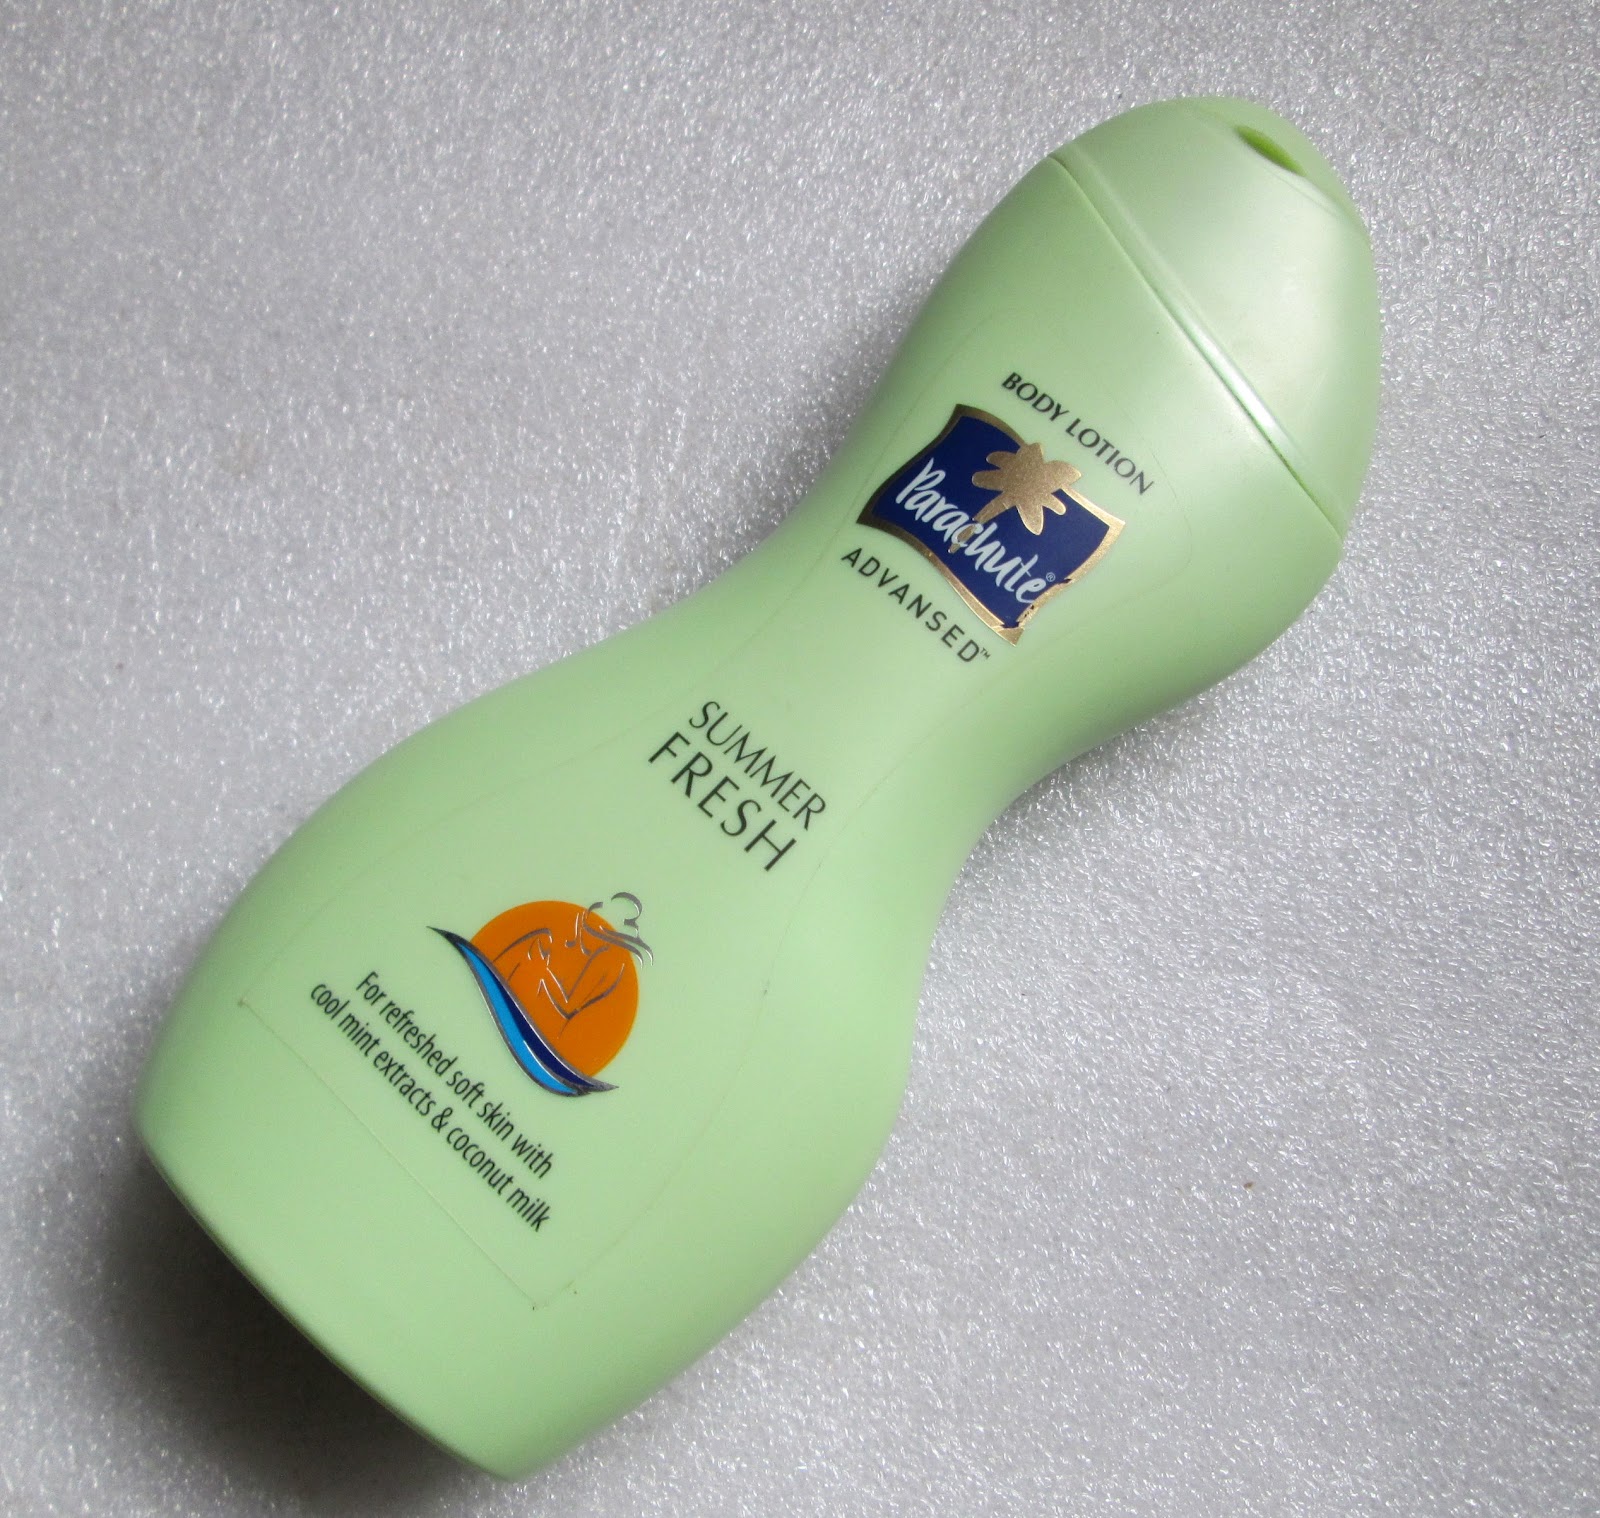 BODY LOTION
Parachute®
ADVANSED™
SUMMER
FRESH
For refreshed soft skin with
cool mint extracts & coconut milk